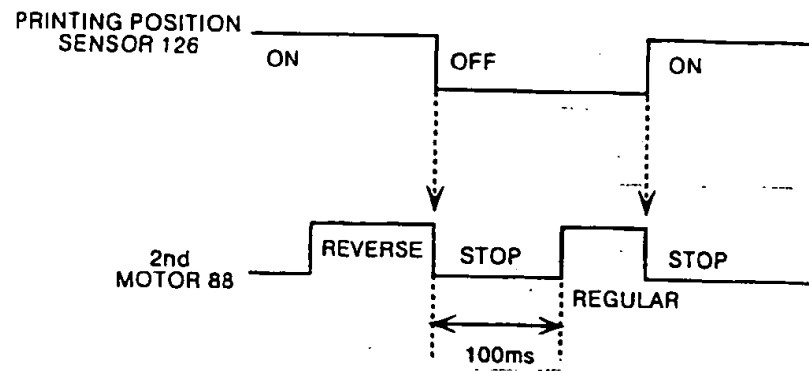 PRINTING POSITION
SENSOR 126
ON
OFF
ON
2nd
MOTOR 88
REVERSE
STOP
REGULAR
STOP
100ms